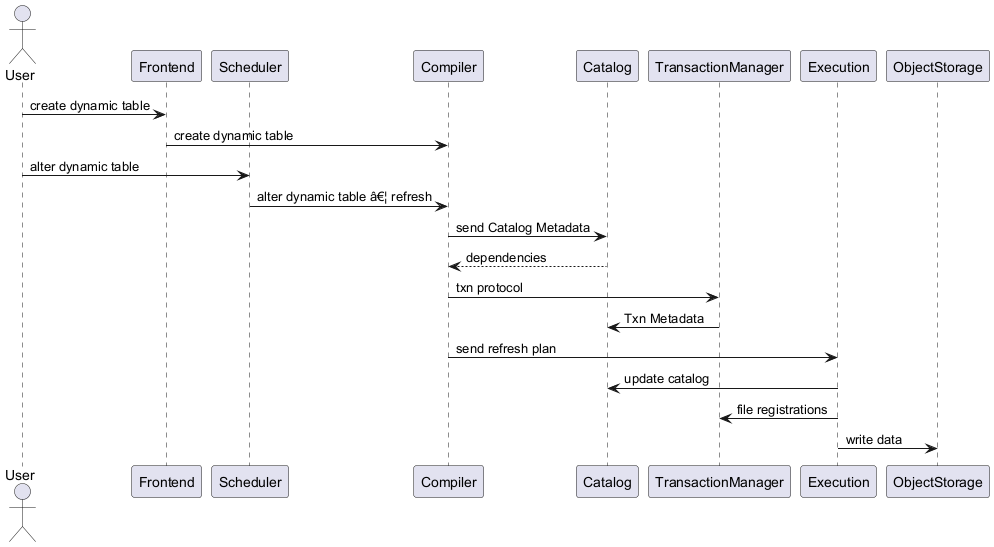 User
Frontend
Scheduler
Compiler
Catalog
TransactionManager
Execution
ObjectStorage
create dynamic table
create dynamic table
alter dynamic table
alter dynamic table â€¦ refresh
send Catalog Metadata
dependencies
txn protocol
Txn Metadata
send refresh plan
update catalog
file registrations
write data
User
Frontend
Scheduler
Compiler
Catalog
TransactionManager
Execution
ObjectStorage